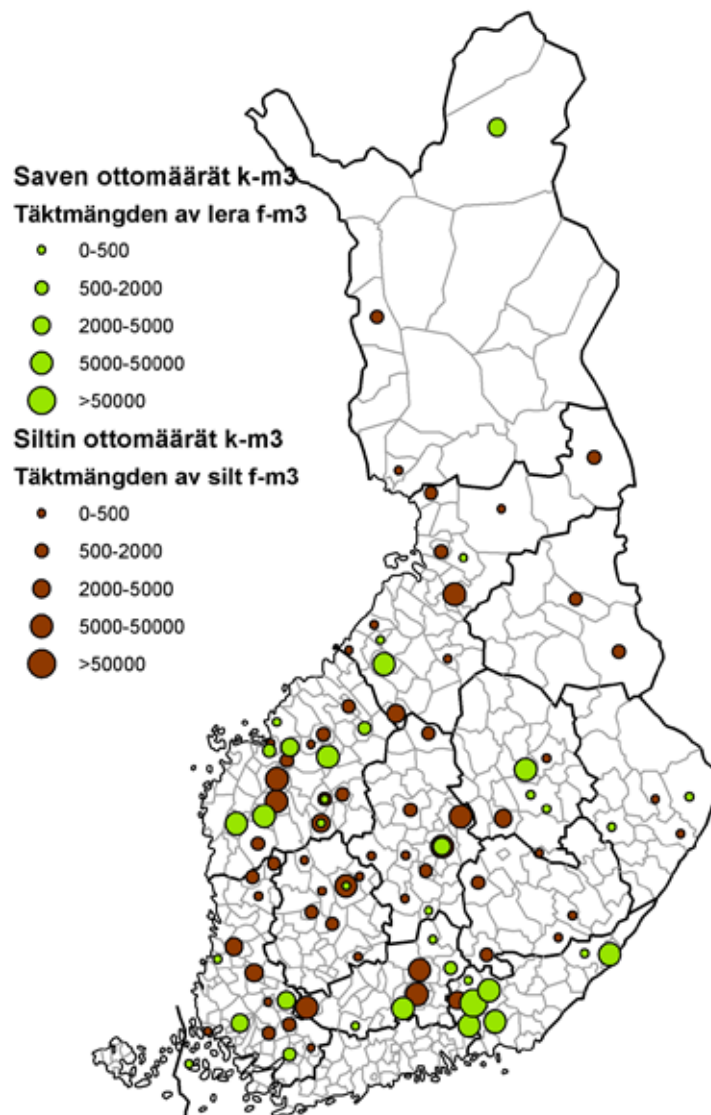 Saven ottomäärät k-m3
Täktmängden av lera f-m3
0-500
500-2000
2000-5000
5000-50000
>50000
Siltin ottomäärät k-m3
Täktmängden av silt f-m3
0-500
500-2000
2000-5000
5000-50000
>50000